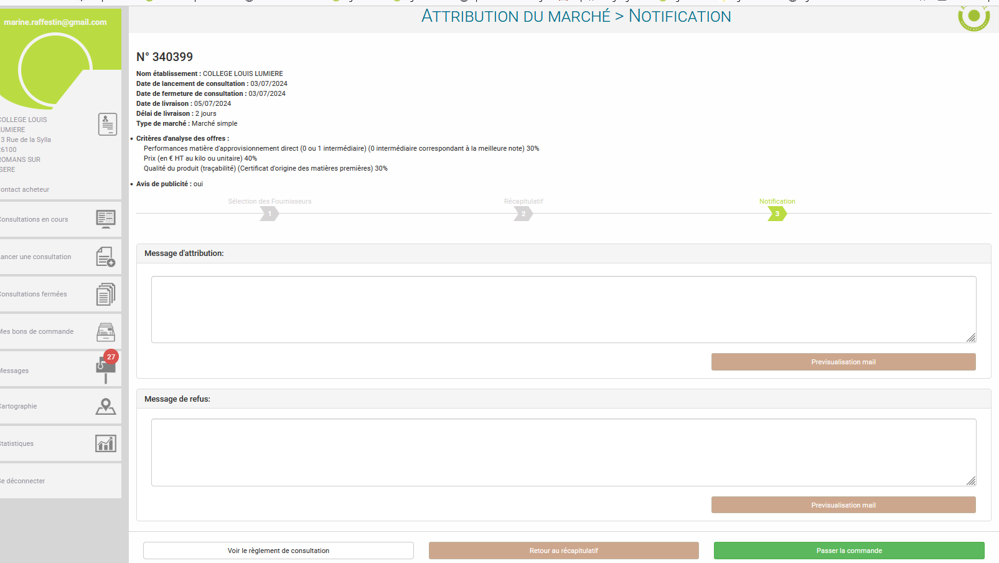 ATTRIBUTION DU MARCHÉ > NOTIFICATION
marine.raffestin@gmail.com
COLLEGE LOUIS
LUMIERE
3 Rue de la Sylla
26100
ROMANS SUR
ISERE
Contact acheteur
Consultations en cours
Lancer une consultation
Consultations fermées
Mes bons de commande
27
Messages
Cartographie
Statistiques
Se déconnecter
N° 340399
Nom établissement : COLLEGE LOUIS LUMIERE
Date de lancement de consultation : 03/07/2024
Date de fermeture de consultation : 03/07/2024
Date de livraison : 05/07/2024
Délai de livraison : 2 jours
Type de marché : Marché simple
• Critères d'analyse des offres :
Performances matière d'approvisionnement direct (0 ou 1 intermédiaire) (0 intermédiaire correspondant à la meilleure note) 30%
Prix (en € HT au kilo ou unitaire) 40%
Qualité du produit (traçabilité) (Certificat d'origine des matières premières) 30%
• Avis de publicité : oui
Sélection des Fournisseurs
1
Récapitulatif
2
Notification
3
Message d'attribution:
Previsualisation mail
Message de refus:
Previsualisation mail
Voir le règlement de consultation
Retour au récapitulatif
Passer la commande